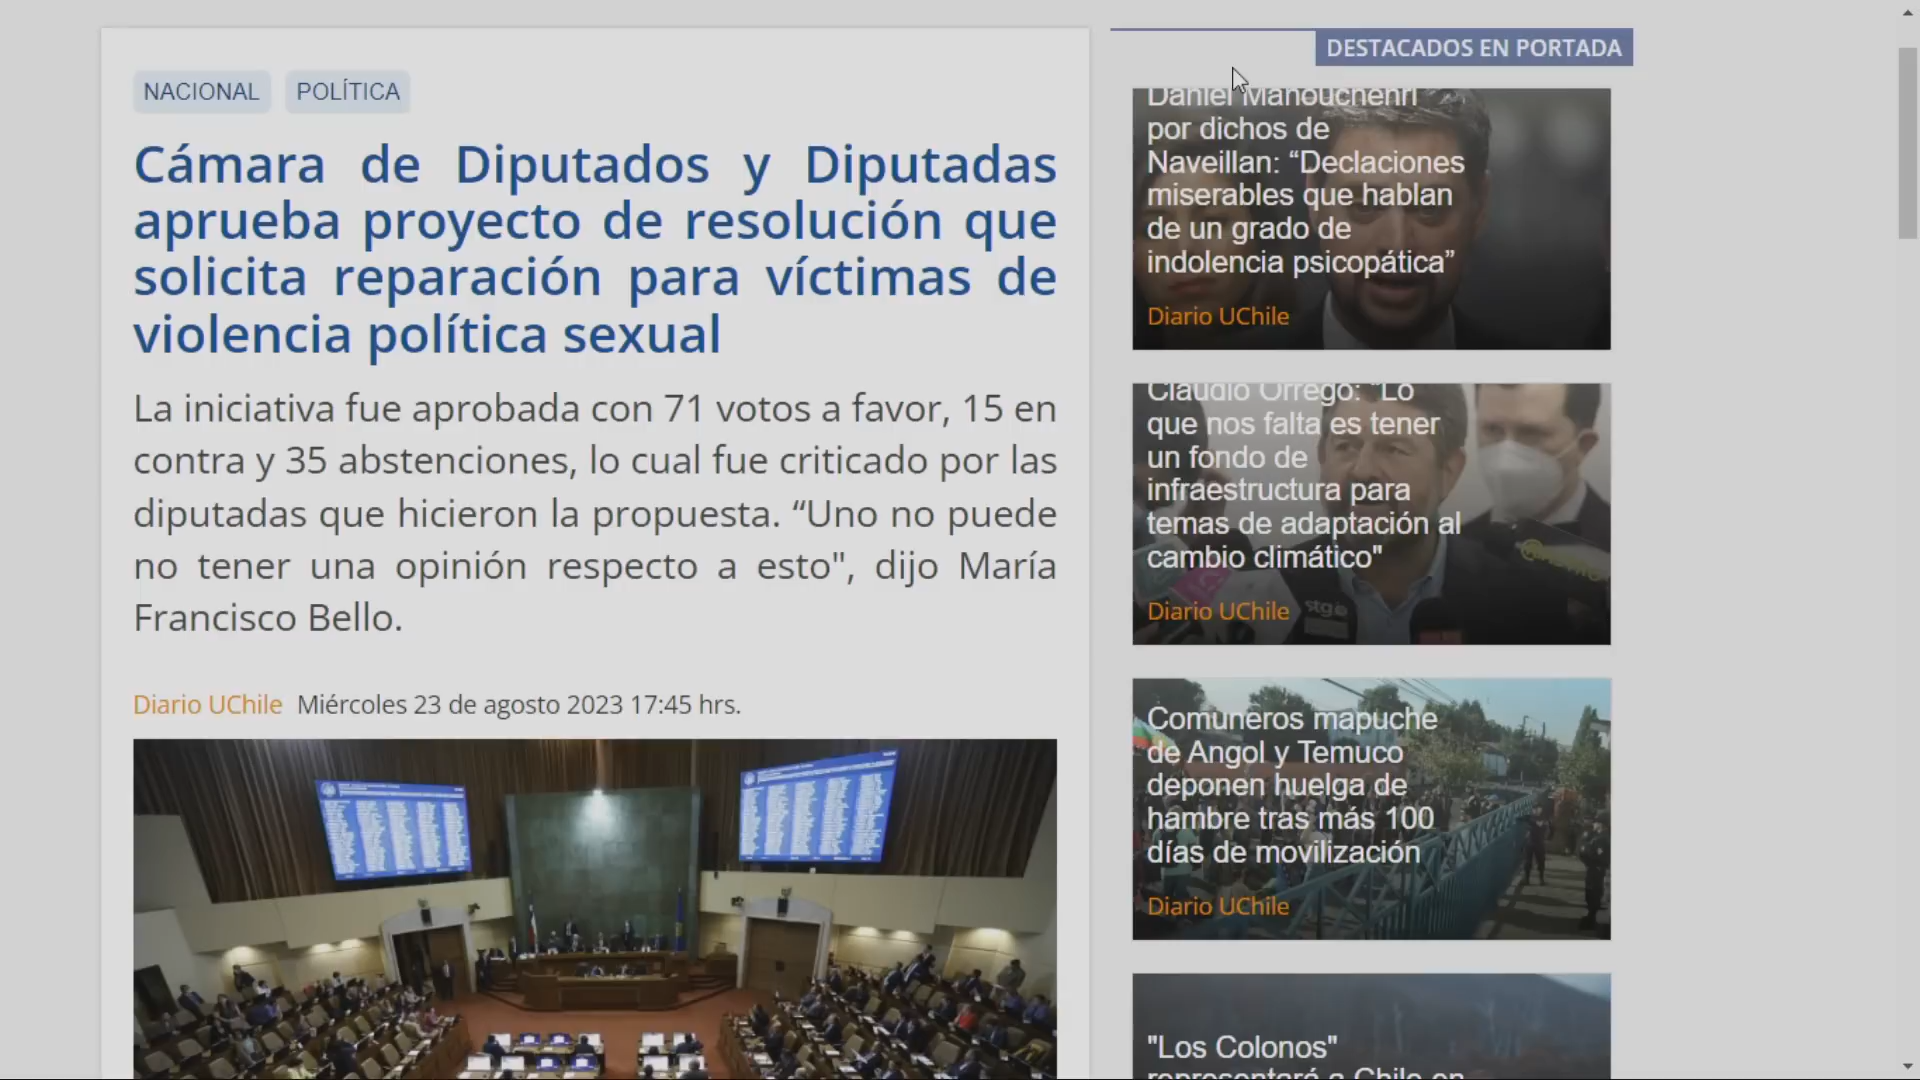 NACIONAL
POLÍTICA
Cámara de Diputados y Diputadas
aprueba proyecto de resolución que
solicita reparación para víctimas de
violencia política sexual
La iniciativa fue aprobada con 71 votos a favor, 15 en
contra y 35 abstenciones, lo cual fue criticado por las
diputadas que hicieron la propuesta. “Uno no puede
no tener una opinión respecto a esto", dijo María
Francisco Bello.
Diario UChile Miércoles 23 de agosto 2023 17:45 hrs.
DESTACADOS EN PORTADA
Daniel Manouchehri
por dichos de
Naveillan: “Declaciones
miserables que hablan
de un grado de
indolencia psicopática”
Diario UChile
Claudio Orrego: "Lo
que nos falta es tener
un fondo de
infraestructura para
temas de adaptación al
cambio climático"
Diario UChile
stg
Comuneros mapuche
de Angol y Temuco
deponen huelga de
hambre tras más 100
días de movilización
Diario UChile
"Los Colonos"
representará a Chile en